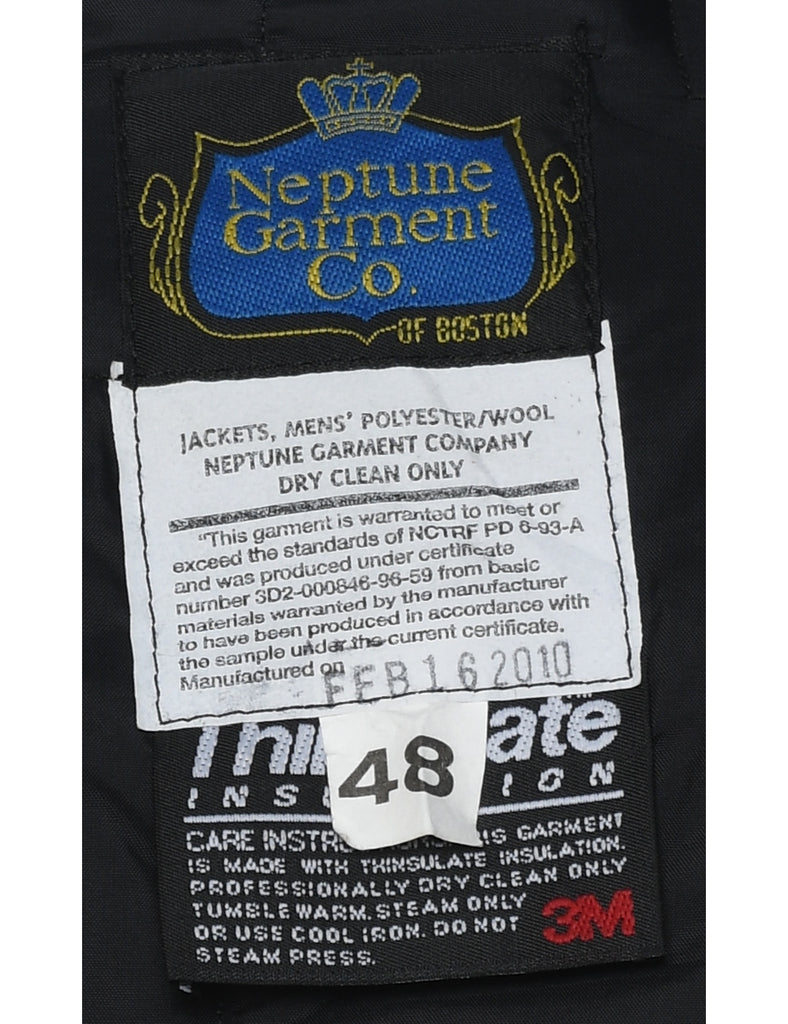 Neptune
Garment
Co.
OF BOSTON
JACKETS, MENS' POLYESTER/WOOL
NEPTUNE GARMENT COMPANY
DRY CLEAN ONLY
"This garment is warranted to meet or
exceed the standards of NCTRF PD 6-93-A
and was produced under certificate
number 3D2-000846-96-59 from basic
materials warranted by the manufacturer
to have been produced in accordance with
the sample under the current certificate.
Manufactured on FEB 16 2010
48
CARE GARMENT
IS MADE WITH THINSULATE INSULATION.
PROFESSIONALLY DRY CLEAN ONLY
TUMBLE WARM. STEAM ONLY
OR USE COOL IRON. DO NOT
STEAM PRESS.
3M